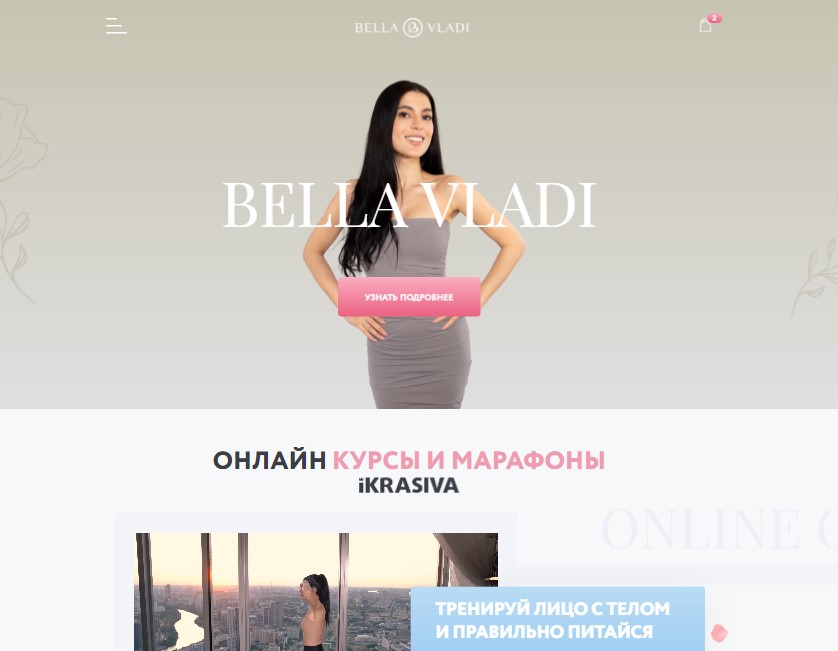 BELLA B VLADI
2
BELLA VLADI
УЗНАТЬ ПОДРОБНЕЕ
ОНЛАЙН КУРСЫ И МАРАФОНЫ
iKRASIVA
ONLINE
ТРЕНИРУЙ ЛИЦО С ТЕЛОМ
И ПРАВИЛЬНО ПИТАЙСЯ